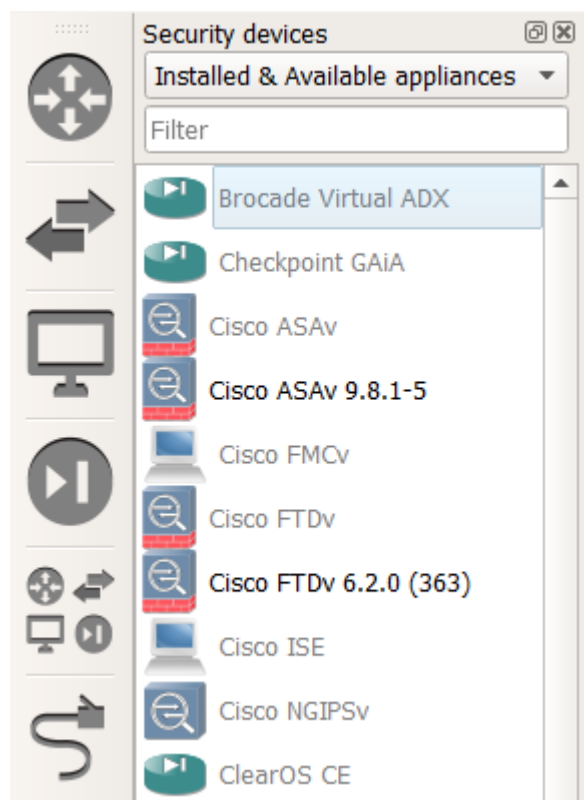 Security devices
Installed & Available appliances
Filter
Brocade Virtual ADX
Checkpoint GAiA
Cisco ASAv
Cisco ASAv 9.8.1-5
Cisco FMCv
Cisco FTDv
Cisco FTDv 6.2.0 (363)
Cisco ISE
Cisco NGIPSv
ClearOS CE